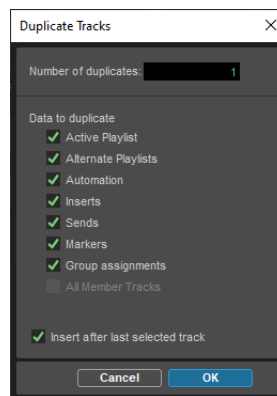 Duplicate Tracks
Number of duplicates: 1
Data to duplicate
Active Playlist
Alternate Playlists
Automation
Inserts
Sends
Markers
Group assignments
All Member Tracks
Insert after last selected track
Cancel OK